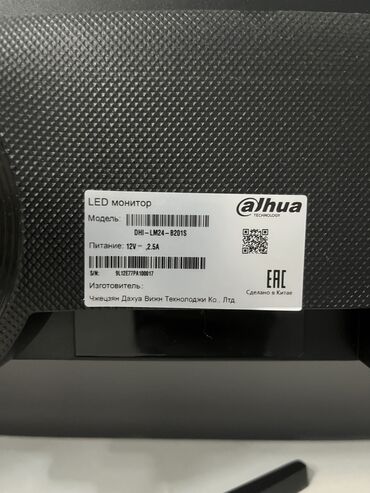 LED монитор
alhua
TECHNOLOGY
Модель:
DHI-LM24-B201S
Питание: 12V ⎓ ,2.5A
S/N: 9L12E77PA100017
EAC
Изготовитель:
Сделано в Китае
Чжецзян Дахуа Вижн Технолоджи Ко., Лтд